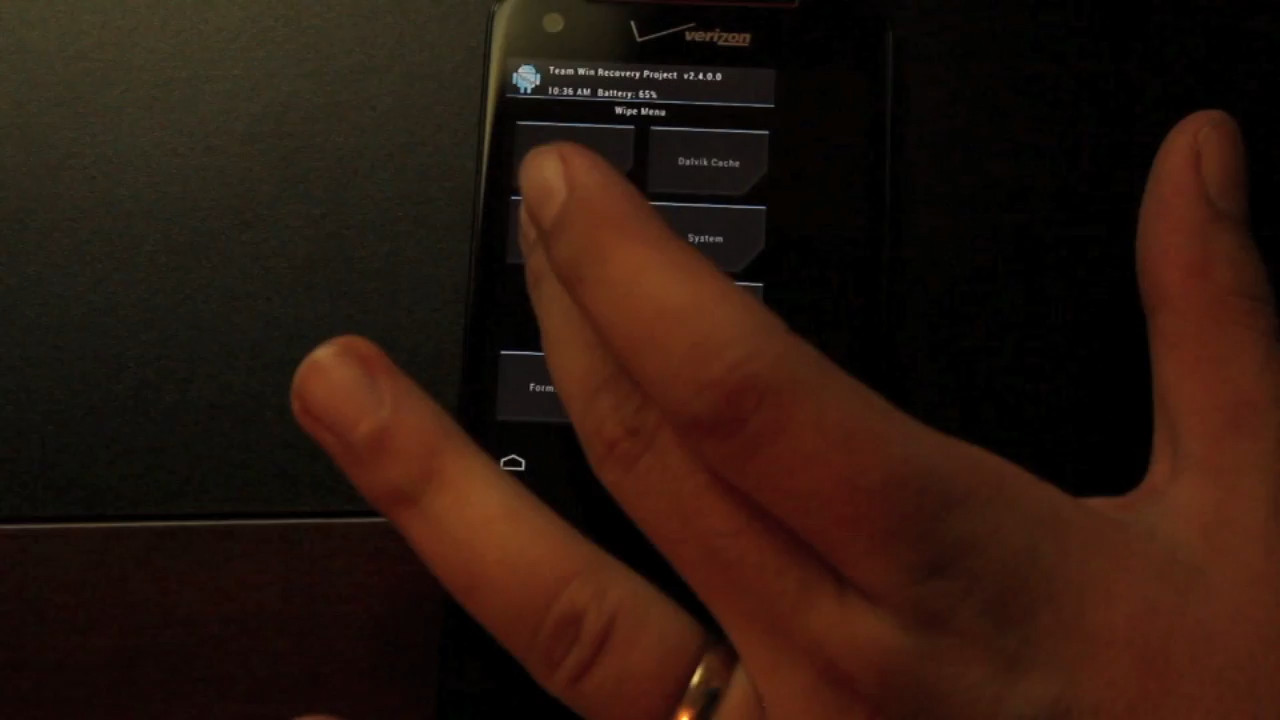 verizon
Team Win Recovery Project v2.4.0.0
10:36 AM Battery: 65%
Wipe Menu
Dalvik Cache
System
Form